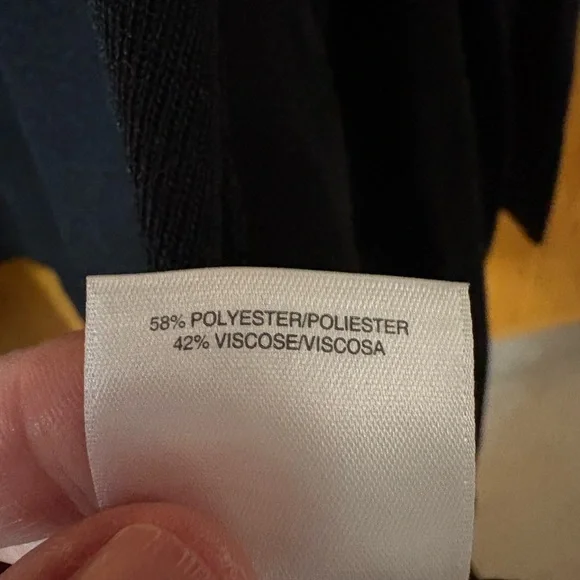 58% POLYESTER/POLIESTER
42% VISCOSE/VISCOSA